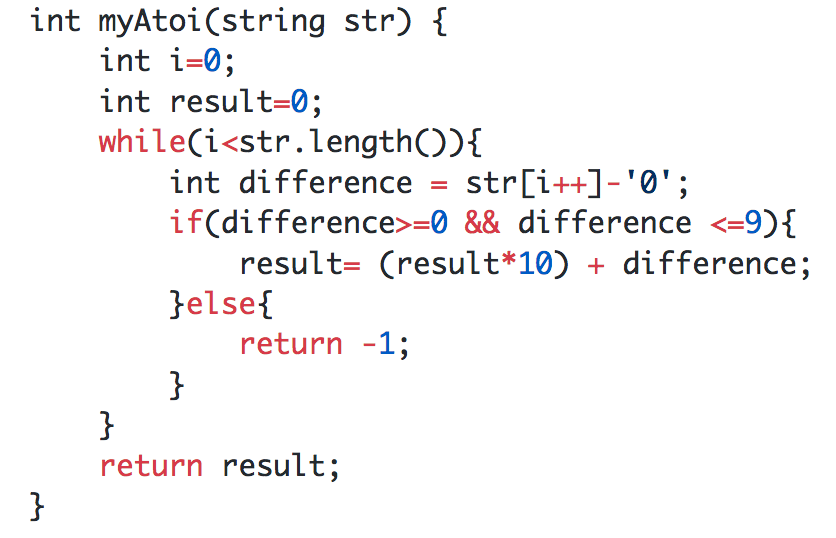 int myAtoi(string str) {
    int i=0;
    int result=0;
    while(i<str.length()){
        int difference = str[i++]-'0';
        if(difference>=0 && difference <=9){
            result= (result*10) + difference;
        }else{
            return -1;
        }
    }
    return result;
}